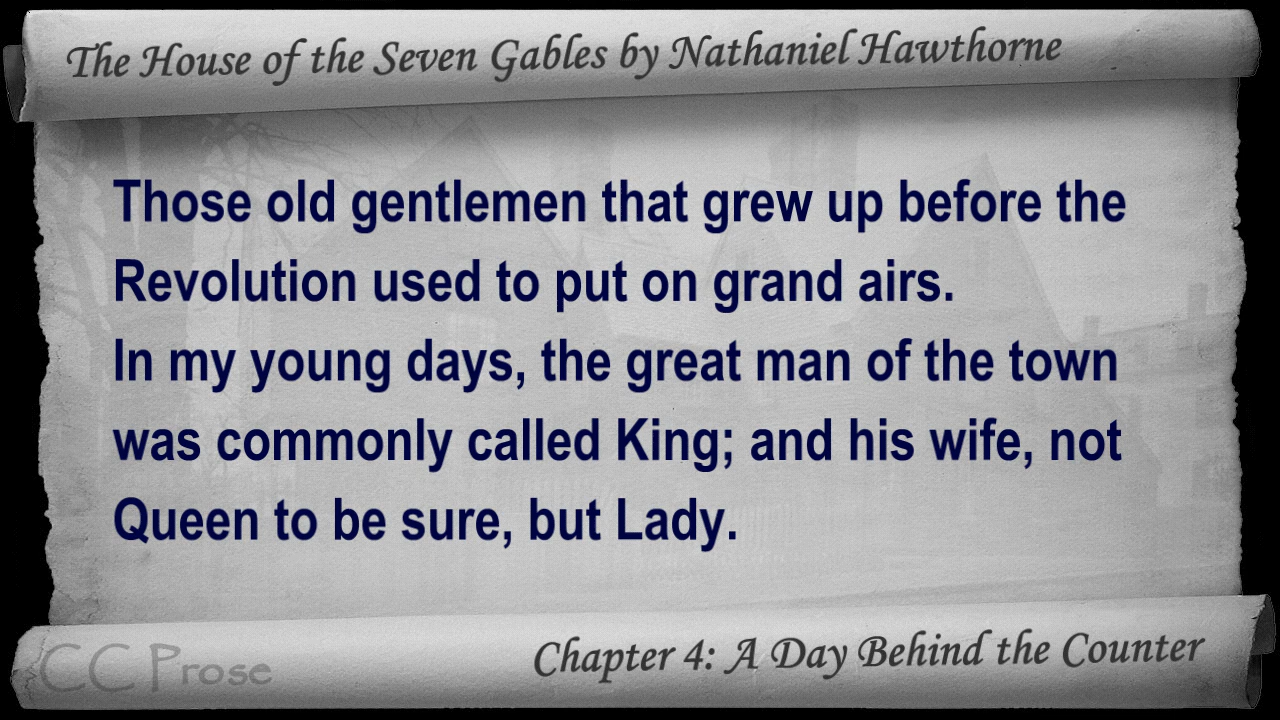 The House of the Seven Gables by Nathaniel Hawthorne
Those old gentlemen that grew up before the
Revolution used to put on grand airs.
In my young days, the great man of the town
was commonly called King; and his wife, not
Queen to be sure, but Lady.
CC Prose
Chapter 4: A Day Behind the Counter